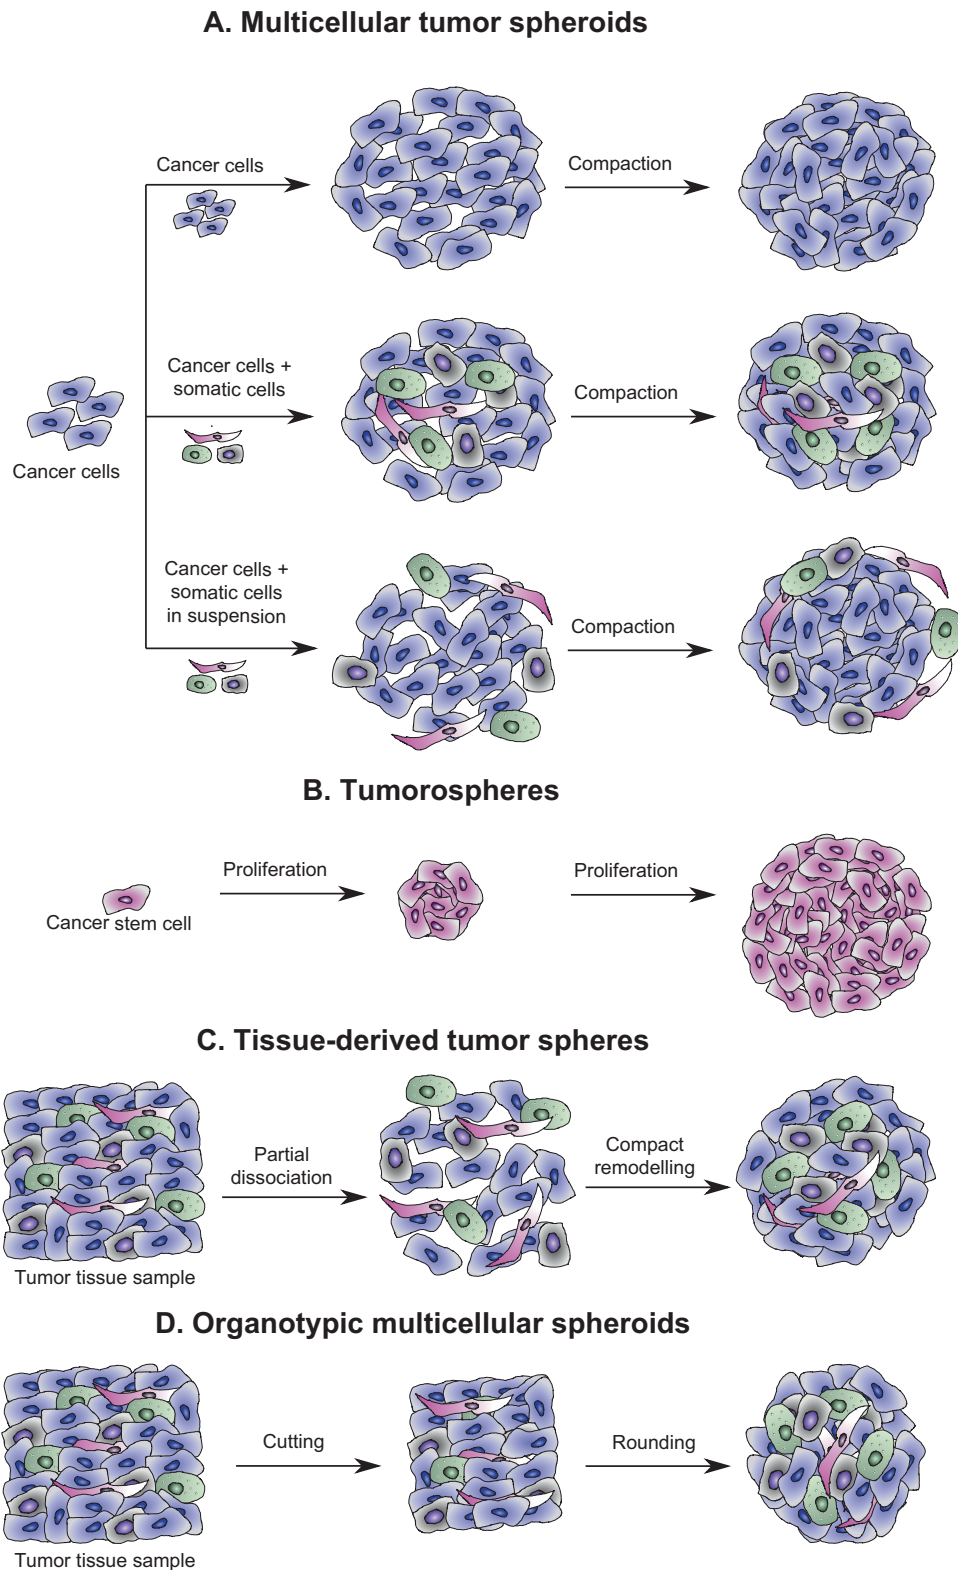 A. Multicellular tumor spheroids
Cancer cells
Compaction
Cancer cells +
somatic cells
Compaction
Cancer cells
Cancer cells +
somatic cells
in suspension
Compaction
B. Tumorospheres
Proliferation
Proliferation
Cancer stem cell
C. Tissue-derived tumor spheres
Partial
dissociation
Compact
remodelling
Tumor tissue sample
D. Organotypic multicellular spheroids
Cutting
Rounding
Tumor tissue sample